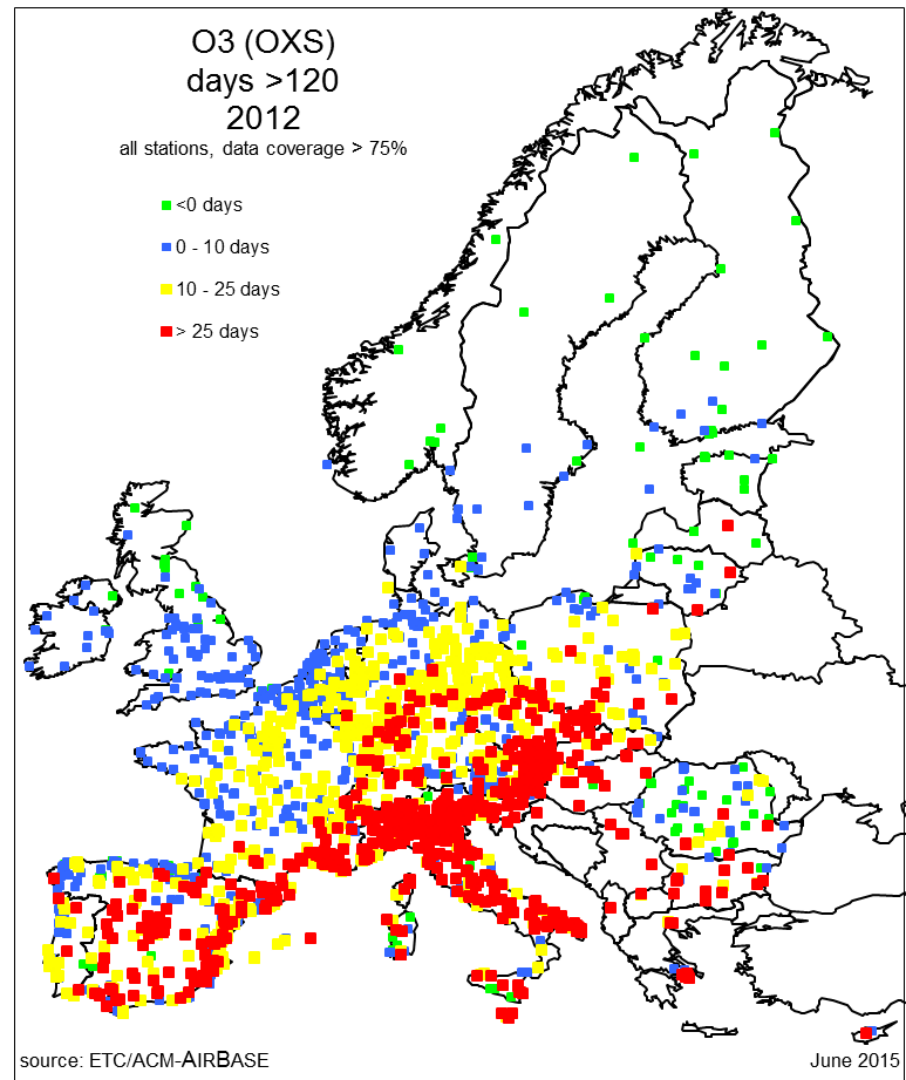 O3 (OXS)
days >120
2012
all stations, data coverage > 75%
<0 days
0 - 10 days
10 - 25 days
> 25 days
source: ETC/ACM-AIRBASE
June 2015